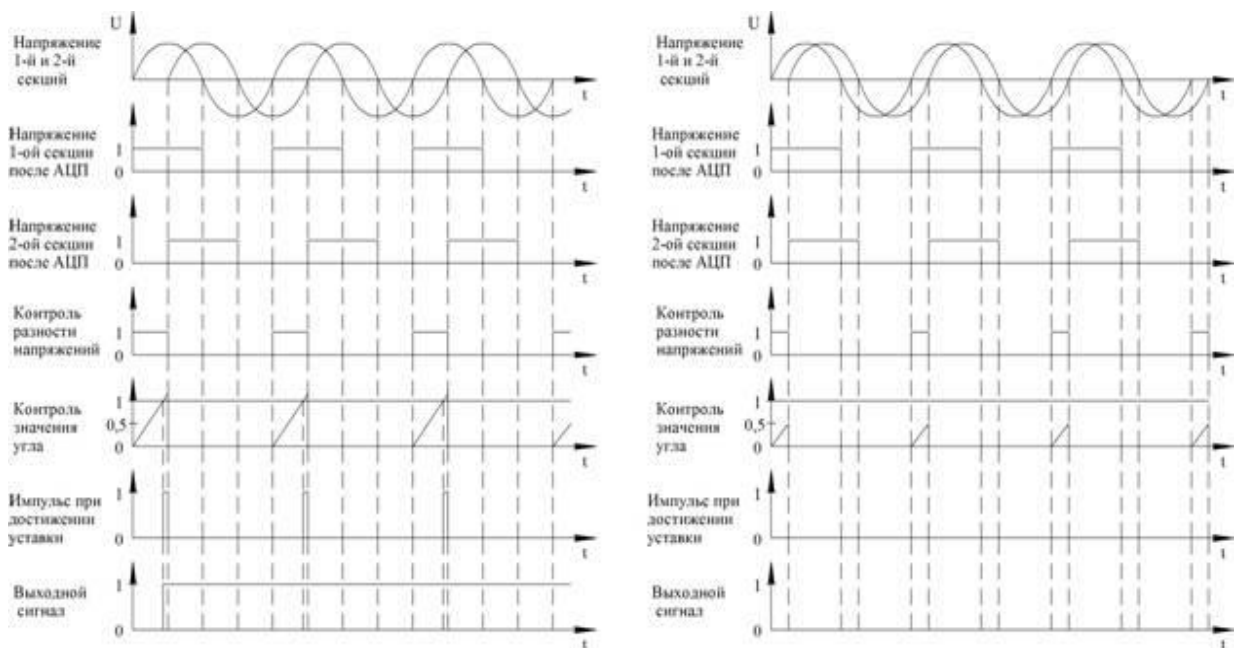 U
Напряжение
1-й и 2-й
секций
t
Напряжение
1-ой секции
после АЦП
1
0
t
Напряжение
2-ой секции
после АЦП
1
0
t
Контроль
разности
напряжений
1
0
t
Контроль
значения
угла
1
0,5
0
t
Импульс при
достижении
уставки
1
0
t
Выходной
сигнал
1
0
t
U
Напряжение
1-й и 2-й
секций
t
Напряжение
1-ой секции
после АЦП
1
0
t
Напряжение
2-ой секции
после АЦП
1
0
t
Контроль
разности
напряжений
1
0
t
Контроль
значения
угла
1
0,5
0
t
Импульс при
достижении
уставки
1
0
t
Выходной
сигнал
1
0
t